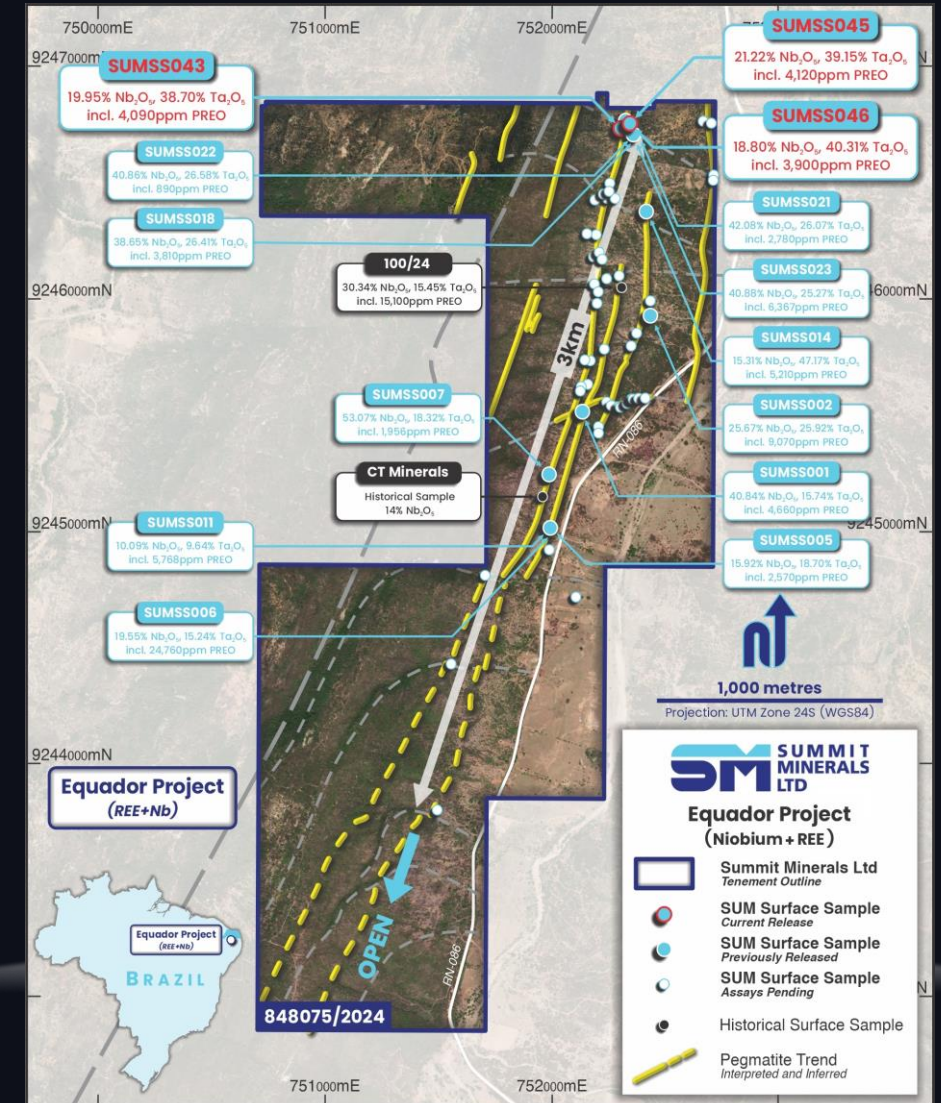 750000mE
751000mE
752000mE
9247000mN
SUMSS043
19.95% Nb₂O₅, 38.70% Ta₂O₅
incl. 4,090ppm PREO
SUMSS022
40.86% Nb₂O₅, 26.58% Ta₂O₅
incl. 890ppm PREO
SUMSS018
38.65% Nb₂O₅, 26.41% Ta₂O₅
incl. 3,810ppm PREO
SUMSS045
21.22% Nb₂O₅, 39.15% Ta₂O₅
incl. 4,120ppm PREO
SUMSS046
18.80% Nb₂O₅, 40.31% Ta₂O₅
incl. 3,900ppm PREO
SUMSS021
42.08% Nb₂O₅, 26.07% Ta₂O₅
incl. 2,780ppm PREO
100/24
30.34% Nb₂O₅, 15.45% Ta₂O₅
incl. 15,100ppm PREO
SUMSS023
40.88% Nb₂O₅, 25.27% Ta₂O₅
incl. 6,367ppm PREO
9246000mN
46000mN
3km
SUMSS014
15.31% Nb₂O₅, 47.17% Ta₂O₅
incl. 5,210ppm PREO
SUMSS007
53.07% Nb₂O₅, 18.32% Ta₂O₅
incl. 1,956ppm PREO
SUMSS002
25.67% Nb₂O₅, 25.92% Ta₂O₅
incl. 9,070ppm PREO
RN-086
CT Minerals
Historical Sample
14% Nb₂O₅
SUMSS001
40.84% Nb₂O₅, 15.74% Ta₂O₅
incl. 4,660ppm PREO
9245000mN
9245000mN
SUMSS011
10.09% Nb₂O₅, 9.64% Ta₂O₅
incl. 5,768ppm PREO
SUMSS005
15.92% Nb₂O₅, 18.70% Ta₂O₅
incl. 2,570ppm PREO
SUMSS006
19.55% Nb₂O₅, 15.24% Ta₂O₅
incl. 24,760ppm PREO
1,000 metres
Projection: UTM Zone 24S (WGS84)
9244000mN
Equador Project
(REE+Nb)
SM SUMMIT
MINERALS
LTD
Equador Project
(Niobium + REE)
Summit Minerals Ltd
Tenement Outline
SUM Surface Sample
Current Release
SUM Surface Sample
Previously Released
SUM Surface Sample
Assays Pending
Historical Surface Sample
Pegmatite Trend
Interpreted and Inferred
Equador Project
(REE+Nb)
BRAZIL
OPEN
RN-086
848075/2024
751000mE
752000mE